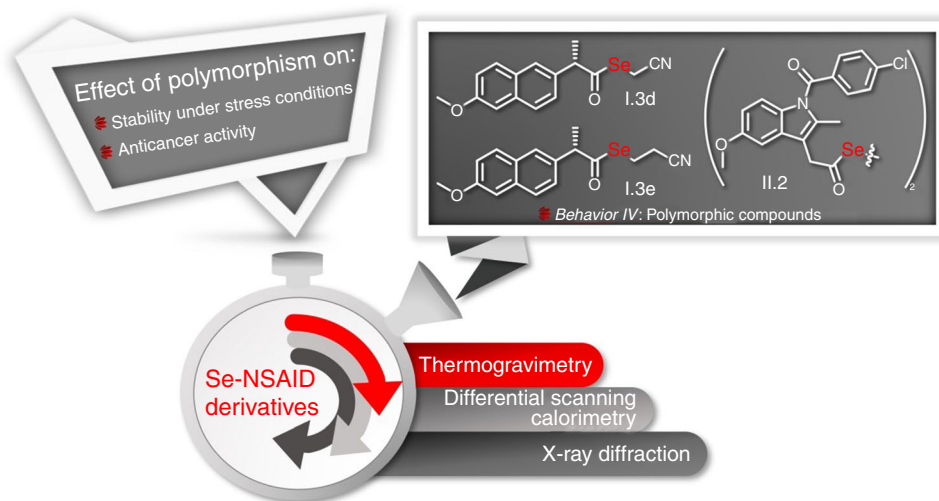 Effect of polymorphism on:
Stability under stress conditions
Anticancer activity
Se
CN
O
O
I.3d
Se
CN
O
O
I.3e
O
Cl
N
O
Se
O
II.2
2
Behavior IV: Polymorphic compounds
Se-NSAID
derivatives
Thermogravimetry
Differential scanning
calorimetry
X-ray diffraction